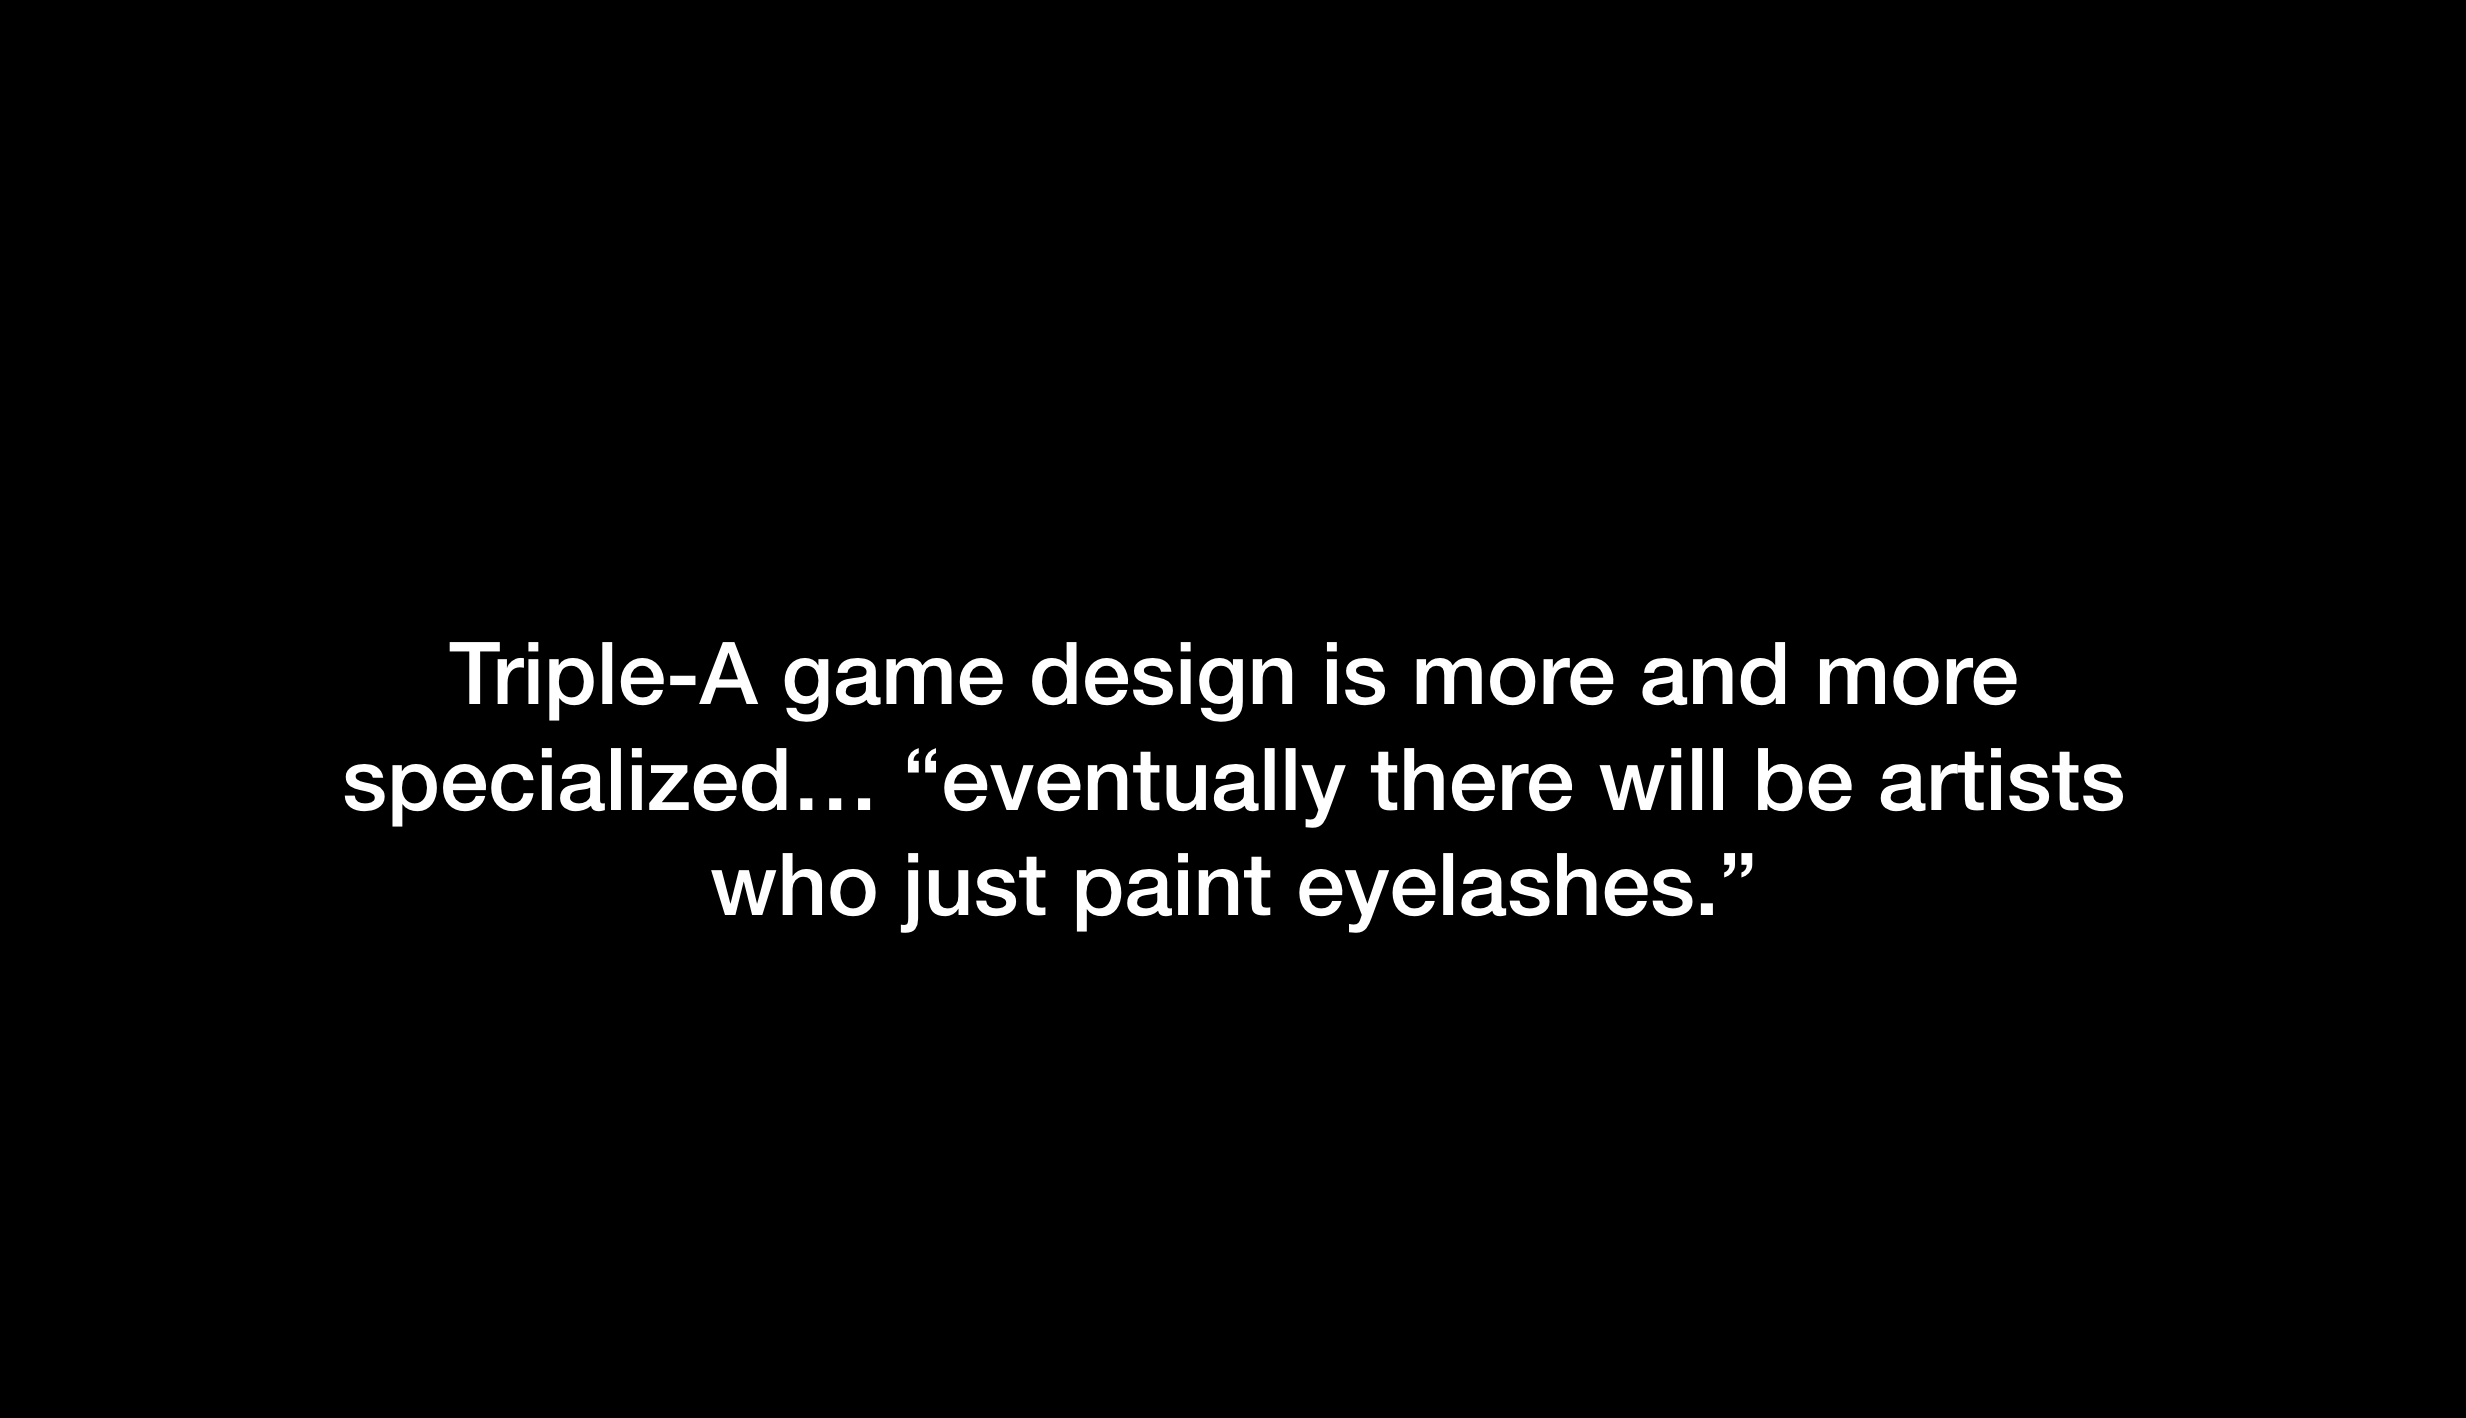 Triple-A game design is more and more
specialized… “eventually there will be artists
who just paint eyelashes.”